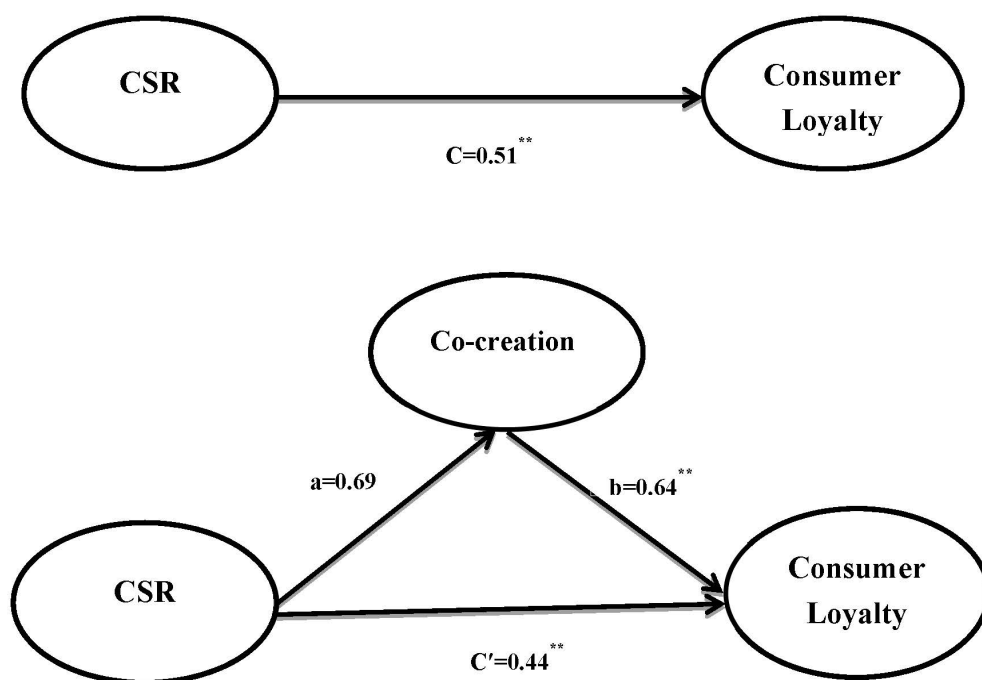 CSR
Consumer
Loyalty
C=0.51**
Co-creation
a=0.69
b=0.64**
CSR
Consumer
Loyalty
C'=0.44**